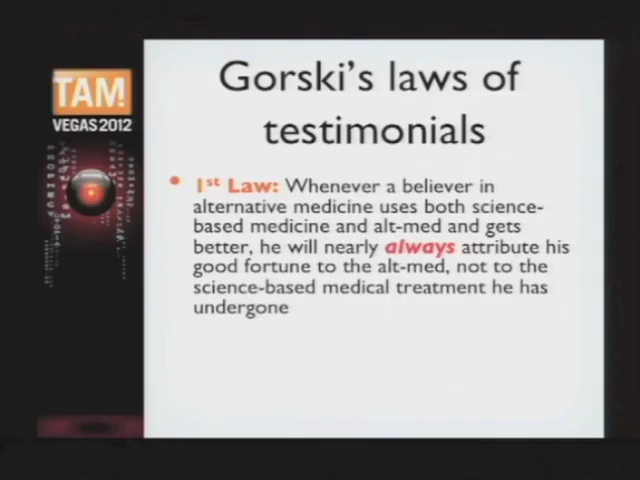 Gorski's laws of
testimonials
TAM!
VEGAS 2012
1st Law: Whenever a believer in
alternative medicine uses both science-
based medicine and alt-med and gets
better, he will nearly always attribute his
good fortune to the alt-med, not to the
science-based medical treatment he has
undergone